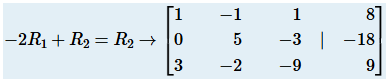 1 -1 1 8
-2R₁ + R₂ = R₂ → 0 5 -3 | -18
3 -2 -9 9